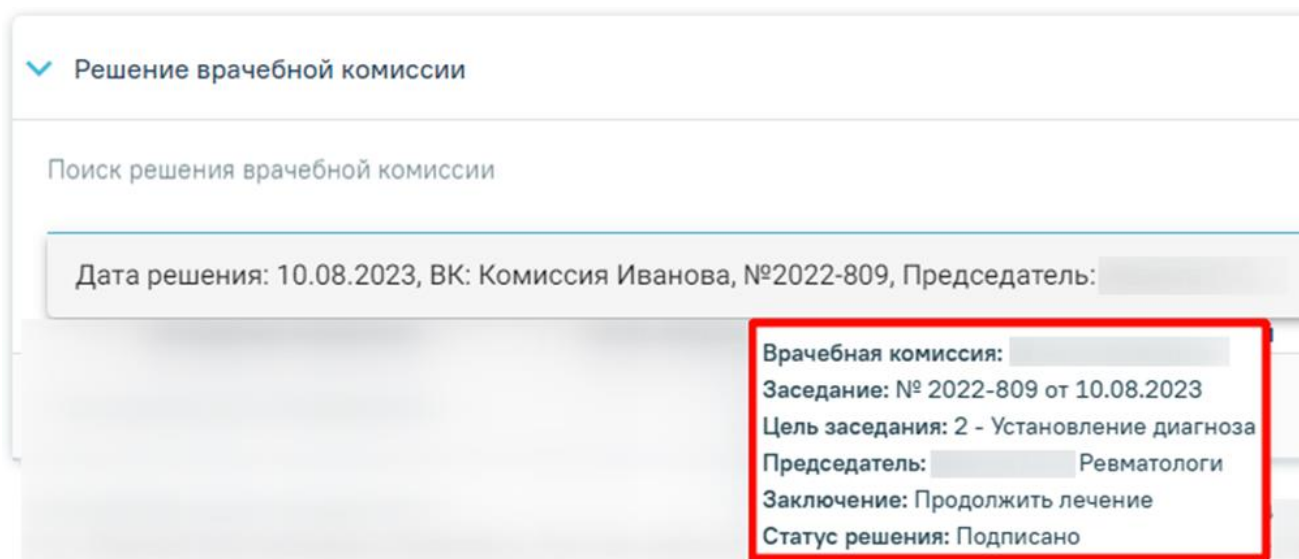 Решение врачебной комиссии
Поиск решения врачебной комиссии
Дата решения: 10.08.2023, ВК: Комиссия Иванова, №2022-809, Председатель:
Врачебная комиссия:
Заседание: № 2022-809 от 10.08.2023
Цель заседания: 2 - Установление диагноза
Председатель: Ревматологи
Заключение: Продолжить лечение
Статус решения: Подписано